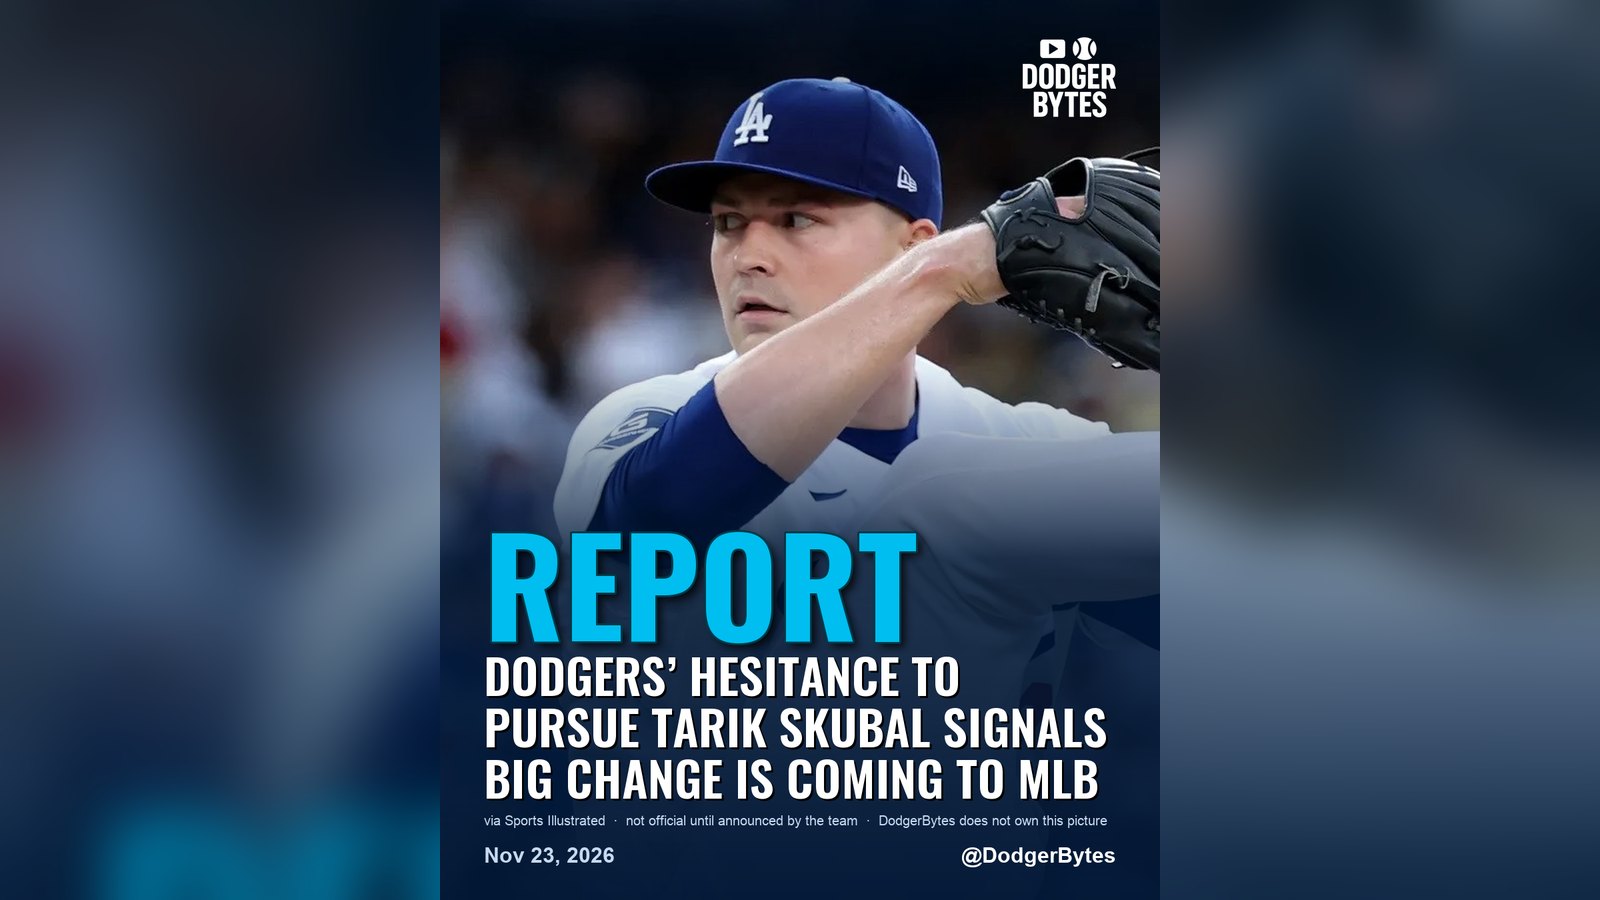 DODGER
BYTES
LA
REPORT
DODGERS’ HESITANCE TO
PURSUE TARIK SKUBAL SIGNALS
BIG CHANGE IS COMING TO MLB
via Sports Illustrated · not official until announced by the team · DodgerBytes does not own this picture
Nov 23, 2026
@DodgerBytes